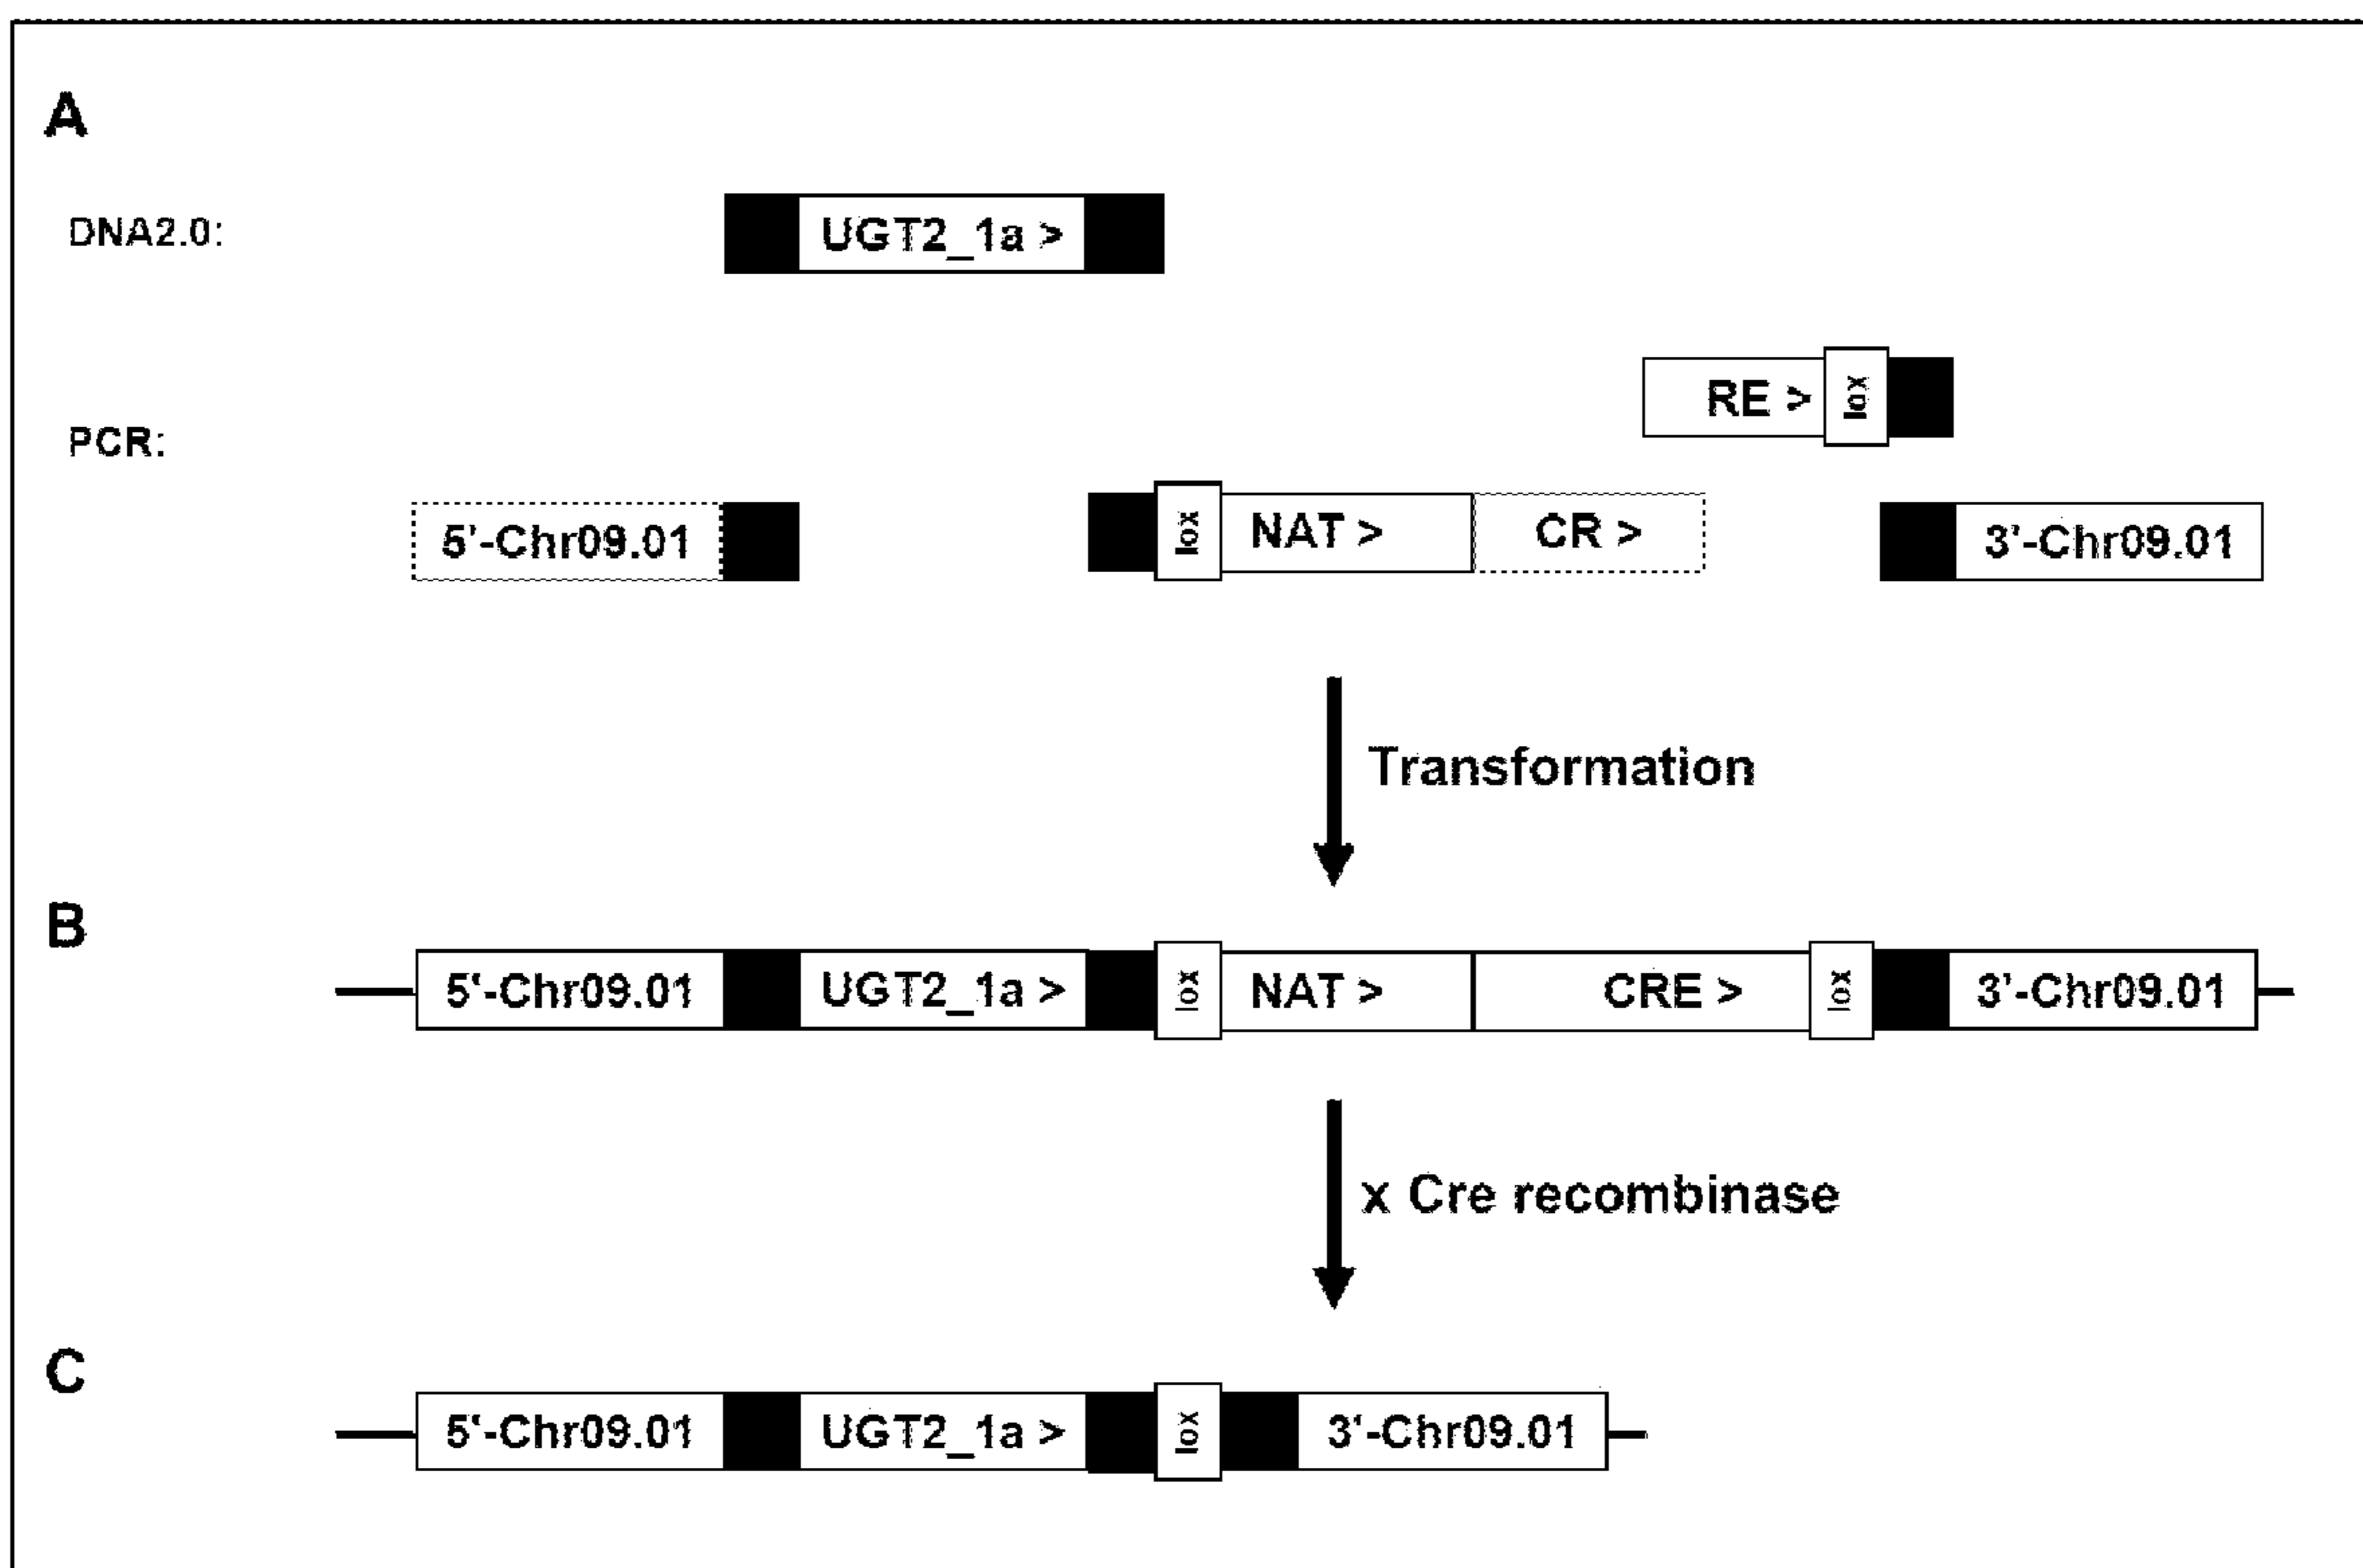 A
DNA2.0:
UGT2_1a >
RE >
lox
PCR:
5'-Chr09.01
lox
NAT >
CR >
3'-Chr09.01
Transformation
B
5'-Chr09.01
UGT2_1a >
lox
NAT >
CRE >
lox
3'-Chr09.01
x Cre recombinase
C
5'-Chr09.01
UGT2_1a >
lox
3'-Chr09.01